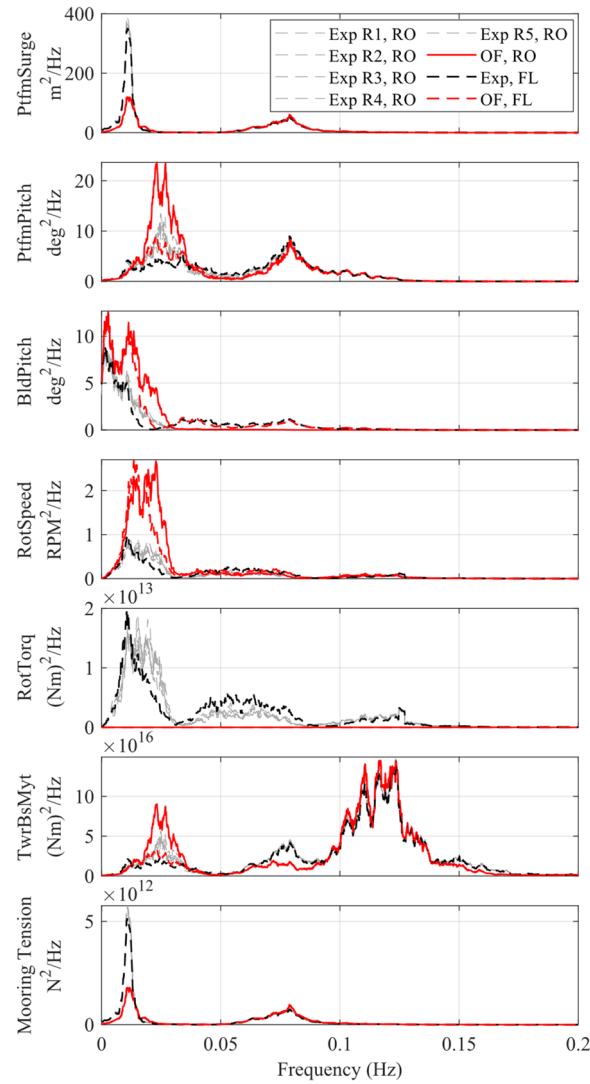 400
200
0
PtfmSurge
m²/Hz
Exp R1, RO
Exp R2, RO
Exp R3, RO
Exp R4, RO
Exp R5, RO
OF, RO
Exp, FL
OF, FL
20
10
0
PtfmPitch
deg²/Hz
10
5
0
BldPitch
deg²/Hz
2
1
0
RotSpeed
RPM²/Hz
×10¹³
2
1
0
RotTorq
(Nm)²/Hz
×10¹⁶
10
5
0
TwrBsMyt
(Nm)²/Hz
×10¹²
5
0
Mooring Tension
N²/Hz
0 0.05 0.1 0.15 0.2
Frequency (Hz)